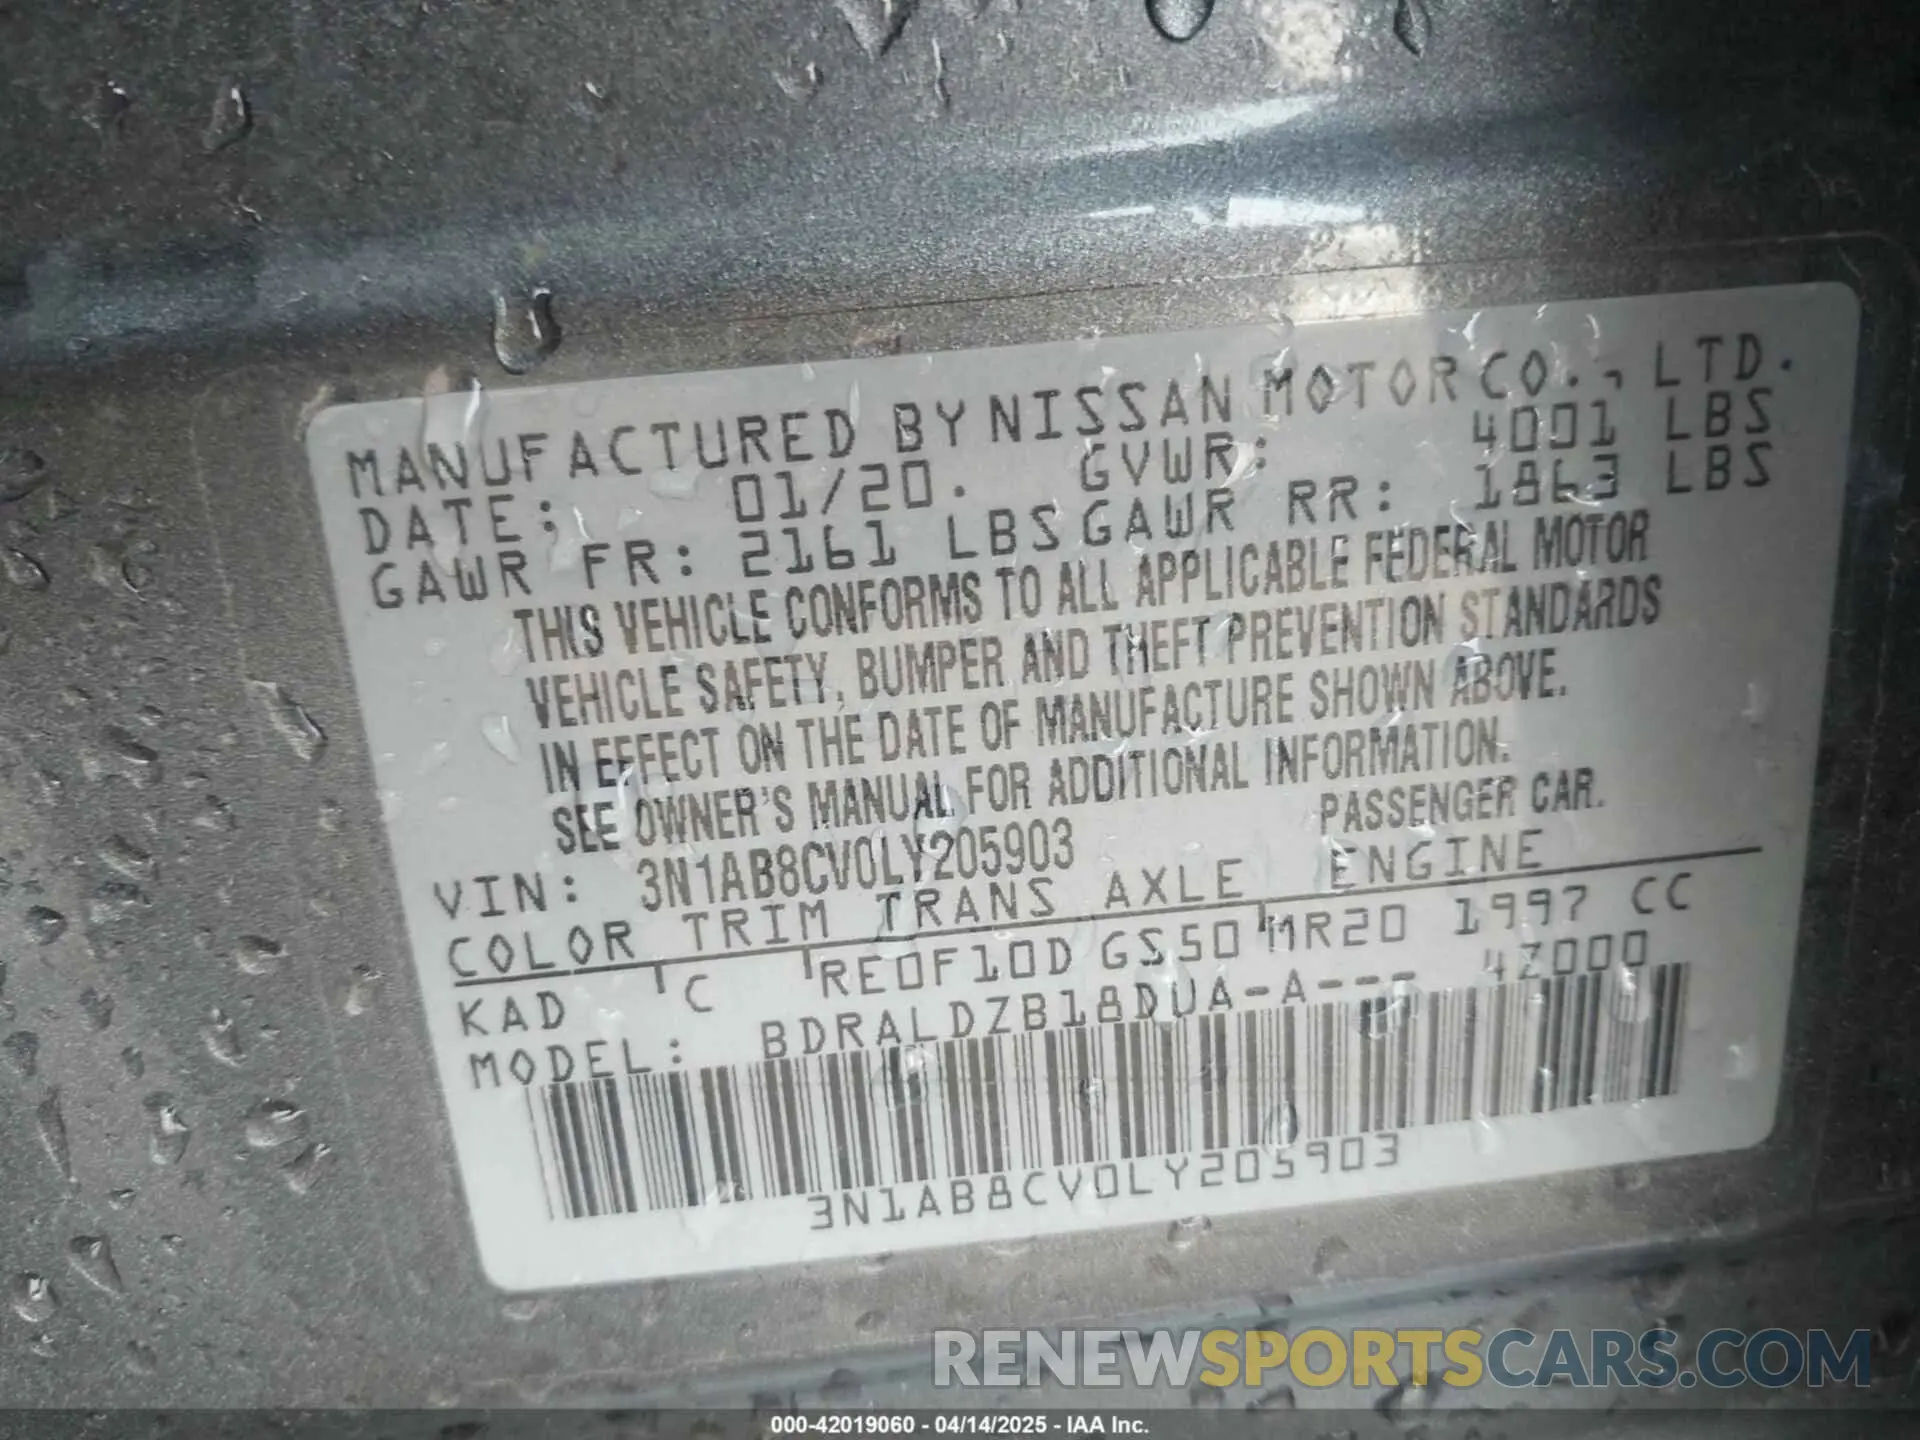 MANUFACTURED BY NISSAN MOTOR CO., LTD.
DATE: 01/20. GVWR: 4001 LBS
GAWR FR: 2161 LBS GAWR RR: 1863 LBS
THIS VEHICLE CONFORMS TO ALL APPLICABLE FEDERAL MOTOR
VEHICLE SAFETY, BUMPER AND THEFT PREVENTION STANDARDS
IN EFFECT ON THE DATE OF MANUFACTURE SHOWN ABOVE.
SEE OWNER'S MANUAL FOR ADDITIONAL INFORMATION.
VIN: 3N1AB8CV0LY205903 PASSENGER CAR.
COLOR TRIM TRANS AXLE ENGINE
KAD C RE0F10D GS50 MR20 1997 CC
MODEL: BDRALDZB18DUA-A--- 4Z000
3N1AB8CV0LY205903
RENEWSPORTSCARS.COM
000-42019060 - 04/14/2025 - IAA Inc.